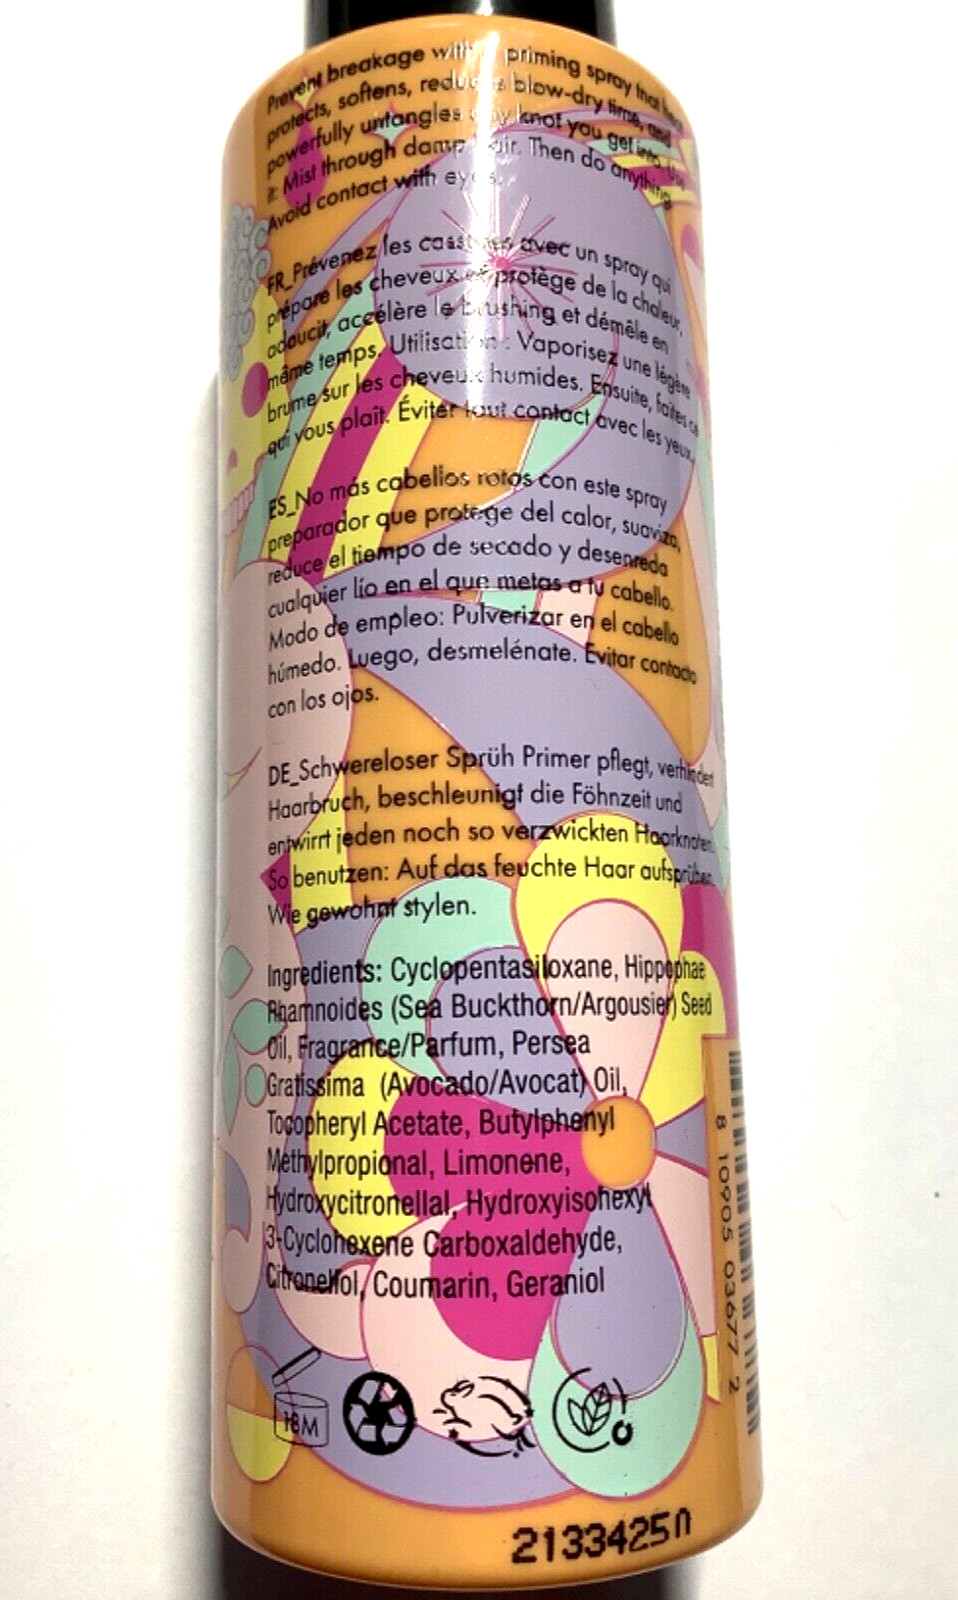 Prevent breakage with priming spray that
protects, softens, reduces blow-dry time, and
powerfully untangles any knot you get into. Use
it: Mist through damp hair. Then do anything.
Avoid contact with eyes.
FR_Prévenez les cassures avec un spray qui
prépare les cheveux et protège de la chaleur,
adoucit, accélère le brushing et démêle en
même temps. Utilisation : Vaporisez une légère
brume sur les cheveux humides. Ensuite, faites ce
qui vous plaît. Éviter tout contact avec les yeux.
ES_No más cabellos rotos con este spray
preparador que protege del calor, suaviza,
reduce el tiempo de secado y desenreda
cualquier lío en el que metas a tu cabello.
Modo de empleo: Pulverizar en el cabello
húmedo. Luego, desmelénate. Evitar contacto
con los ojos.
DE_Schwereloser Sprüh Primer pflegt, verhindert
Haarbruch, beschleunigt die Föhnzeit und
entwirrt jeden noch so verzwickten Haarknoten.
So benutzen: Auf das feuchte Haar aufsprühen.
Wie gewohnt stylen.
Ingredients: Cyclopentasiloxane, Hippophae
Rhamnoides (Sea Buckthorn/Argousier) Seed
Oil, Fragrance/Parfum, Persea
Gratissima (Avocado/Avocat) Oil,
Tocopheryl Acetate, Butylphenyl
Methylpropional, Limonene,
Hydroxycitronellal, Hydroxyisohexyl
3-Cyclohexene Carboxaldehyde,
Citronellol, Coumarin, Geraniol
18M
8 10905 03677 2
2133425